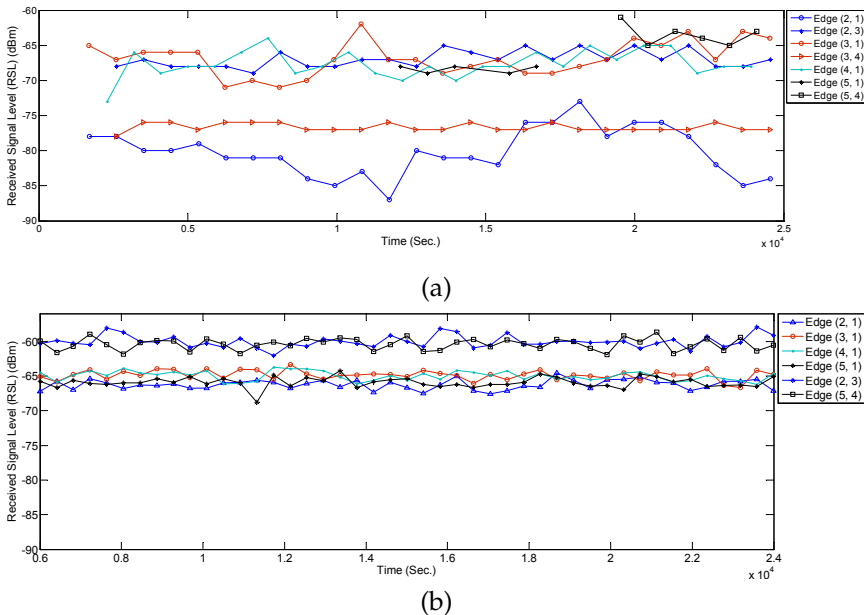 -60
-65
-70
-75
-80
-85
-90
Received Signal Level (RSL) (dBm)
0
0.5
1
1.5
2
2.5
x 10⁴
Time (Sec.)
Edge (2, 1)
Edge (2, 3)
Edge (3, 1)
Edge (3, 4)
Edge (4, 1)
Edge (5, 1)
Edge (5, 4)
(a)
-60
-65
-70
-75
-80
-85
-90
Received Signal Level (RSL) (dBm)
0.6
0.8
1
1.2
1.4
1.6
1.8
2
2.2
2.4
x 10⁴
Time (Sec.)
Edge (2, 1)
Edge (3, 1)
Edge (4, 1)
Edge (5, 1)
Edge (2, 3)
Edge (5, 4)
(b)